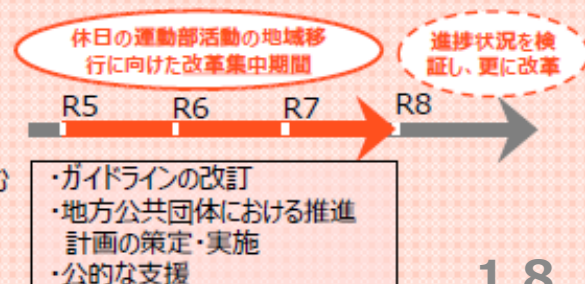 休日の運動部活動の地域移
行に向けた改革集中期間
進捗状況を検
証し、更に改革
R5 R6 R7 R8
む
・ガイドラインの改訂
・地方公共団体における推進
計画の策定・実施
・公的な支援
18